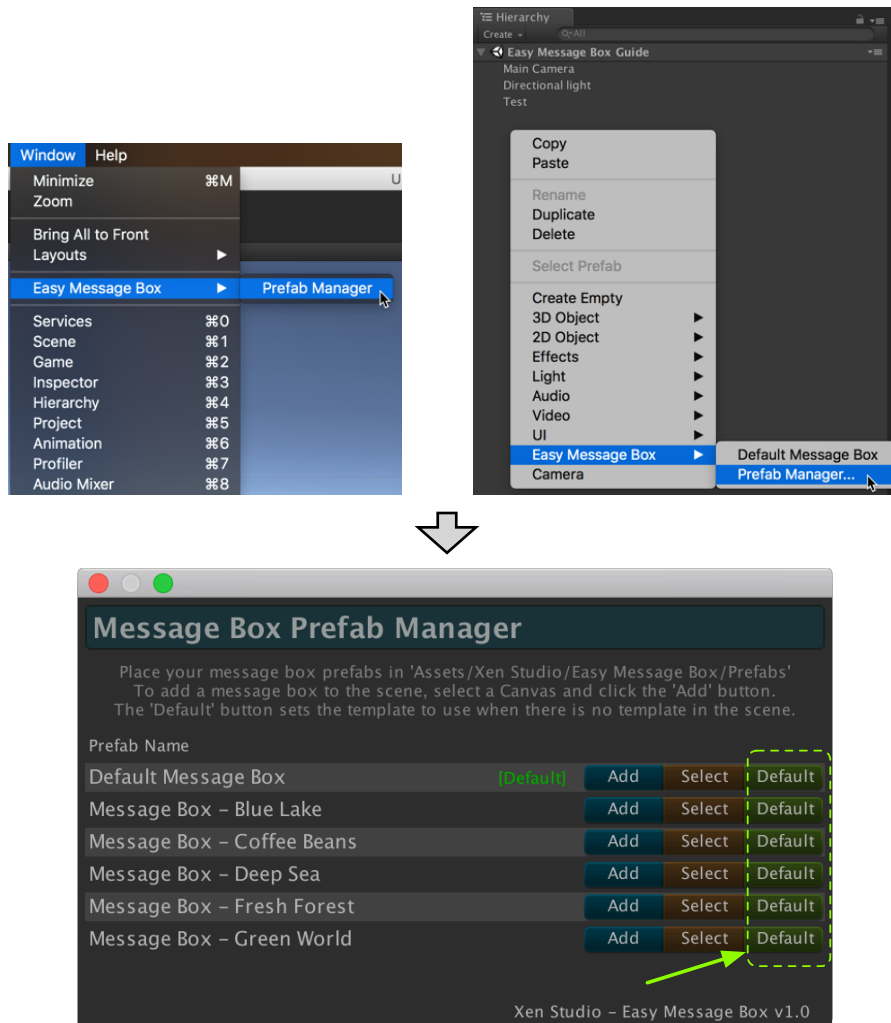 Window Help
Minimize ⌘M
Zoom
Bring All to Front
Layouts ▶
Easy Message Box ▶ Prefab Manager
Services ⌘0
Scene ⌘1
Game ⌘2
Inspector ⌘3
Hierarchy ⌘4
Project ⌘5
Animation ⌘6
Profiler ⌘7
Audio Mixer ⌘8
U
Hierarchy
Create
All
Easy Message Box Guide
Main Camera
Directional light
Test
Copy
Paste
Rename
Duplicate
Delete
Select Prefab
Create Empty
3D Object ▶
2D Object ▶
Effects ▶
Light ▶
Audio ▶
Video ▶
UI ▶
Easy Message Box ▶ Default Message Box
Camera Prefab Manager...
Message Box Prefab Manager
Place your message box prefabs in 'Assets/Xen Studio/Easy Message Box/Prefabs'
To add a message box to the scene, select a Canvas and click the 'Add' button.
The 'Default' button sets the template to use when there is no template in the scene.
Prefab Name
Default Message Box [Default] Add Select Default
Message Box – Blue Lake Add Select Default
Message Box – Coffee Beans Add Select Default
Message Box – Deep Sea Add Select Default
Message Box – Fresh Forest Add Select Default
Message Box – Green World Add Select Default
Xen Studio – Easy Message Box v1.0